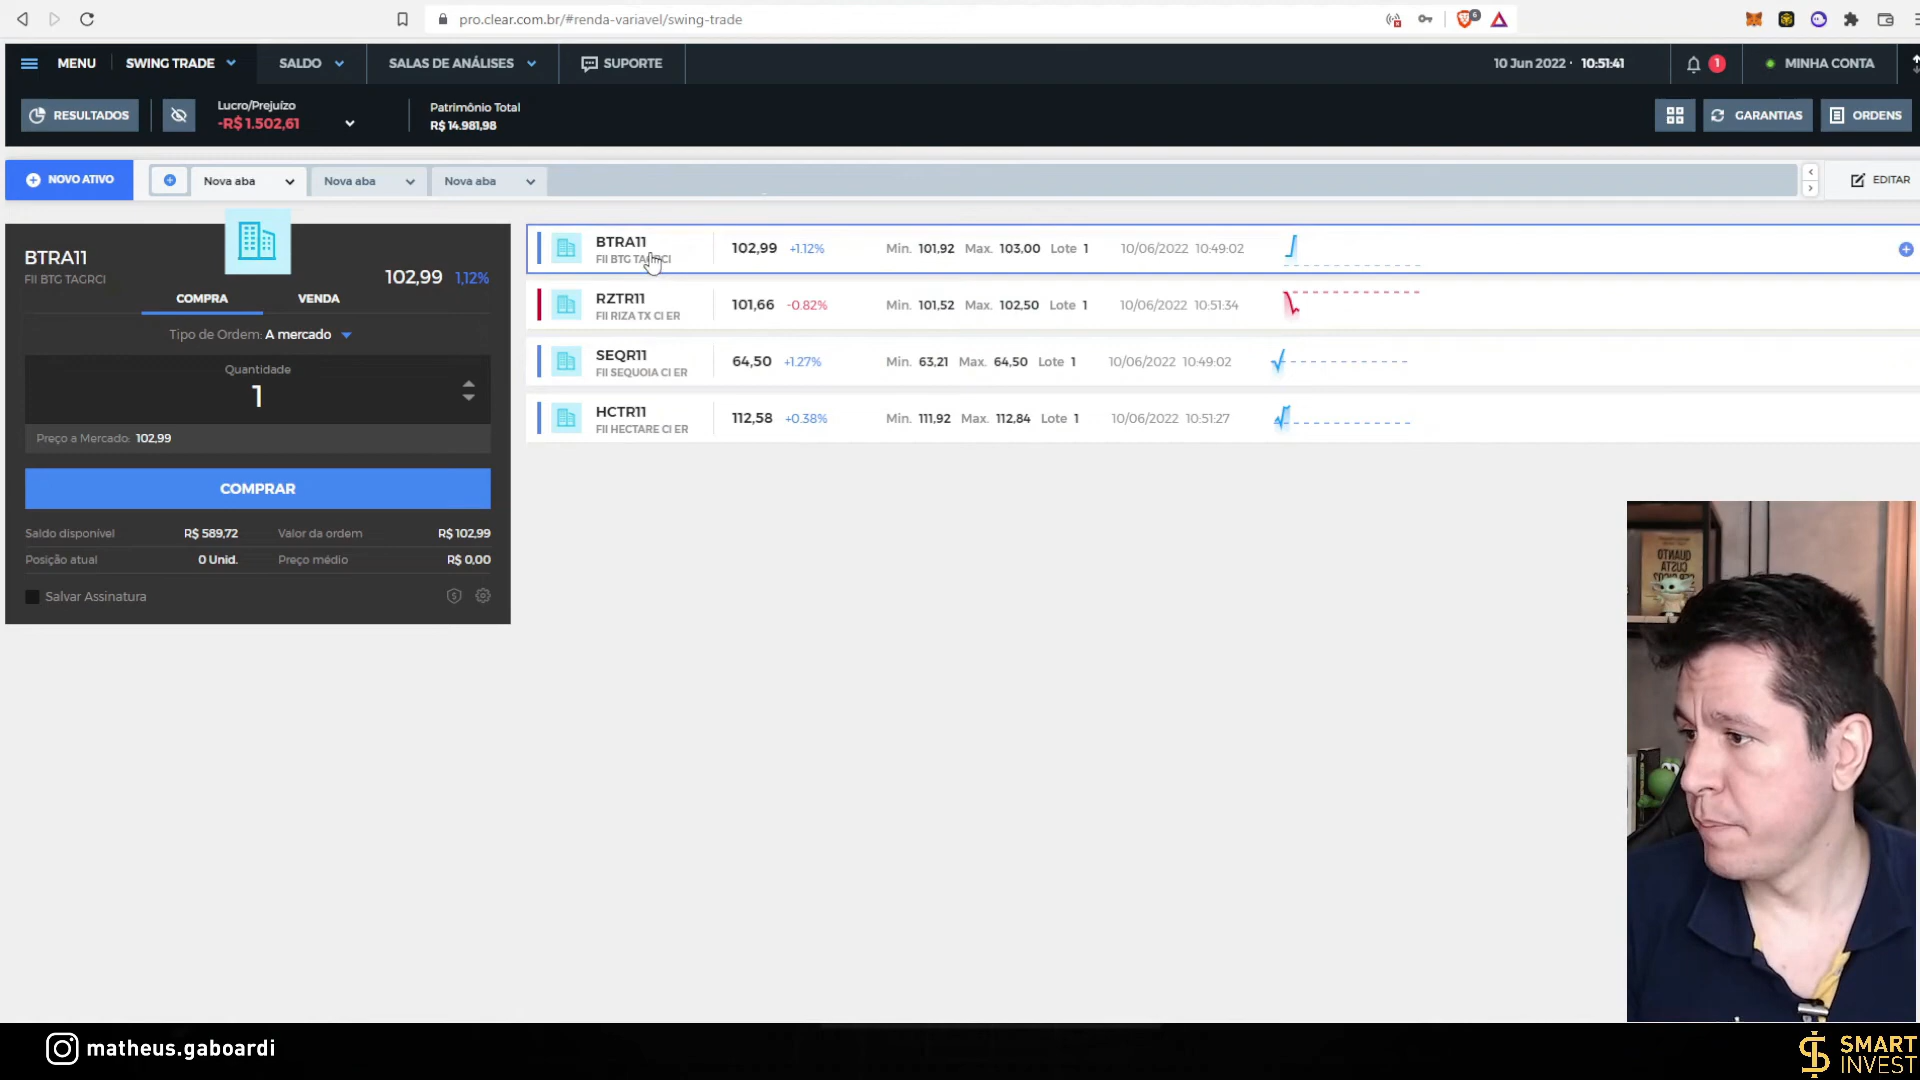 pro.clear.com.br/#renda-variavel/swing-trade
6
MENU
SWING TRADE
SALDO
SALAS DE ANÁLISES
SUPORTE
10 Jun 2022 · 10:51:41
1
MINHA CONTA
RESULTADOS
Lucro/Prejuízo
-R$ 1.502,61
Patrimônio Total
R$ 14.981,98
GARANTIAS
ORDENS
NOVO ATIVO
Nova aba
Nova aba
Nova aba
EDITAR
BTRA11
FII BTG TAGRCI
102,99 1,12%
COMPRA
VENDA
Tipo de Ordem: A mercado
Quantidade
1
Preço a Mercado: 102,99
COMPRAR
Saldo disponível R$ 589,72 Valor da ordem R$ 102,99
Posição atual 0 Unid. Preço médio R$ 0,00
Salvar Assinatura
BTRA11
FII BTG TAGRCI
102,99 +1.12% Min. 101,92 Max. 103,00 Lote 1 10/06/2022 10:49:02
RZTR11
FII RIZA TX CI ER
101,66 -0.82% Min. 101,52 Max. 102,50 Lote 1 10/06/2022 10:51:34
SEQR11
FII SEQUOIA CI ER
64,50 +1.27% Min. 63,21 Max. 64,50 Lote 1 10/06/2022 10:49:02
HCTR11
FII HECTARE CI ER
112,58 +0.38% Min. 111,92 Max. 112,84 Lote 1 10/06/2022 10:51:27
QUANTO
CUSTA
matheus.gaboardi
SMART
INVEST